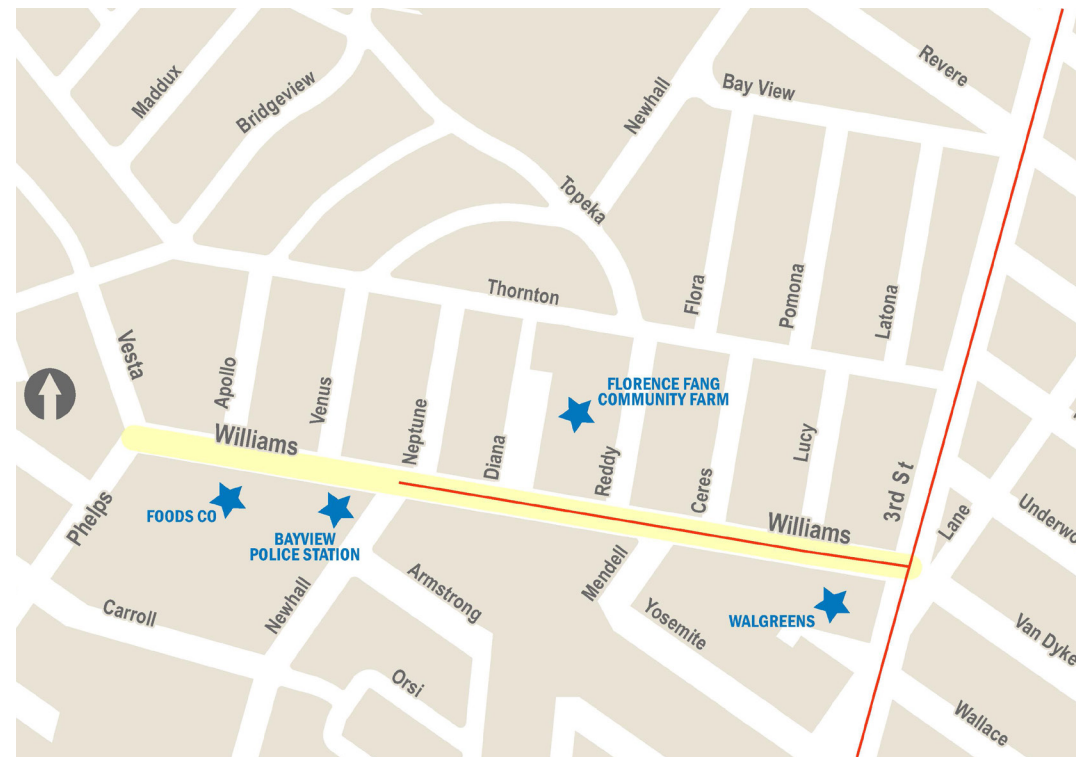 Revere
Maddux
Bridgeview
Newhall
Bay View
Topeka
Thornton
Flora
Pomona
Latona
Vesta
Apollo
Venus
Neptune
Diana
FLORENCE FANG
COMMUNITY FARM
Reddy
Ceres
Lucy
Williams
3rd St
Lane
Underwo
Phelps
FOODS CO
BAYVIEW
POLICE STATION
Williams
Newhall
Armstrong
Mendell
Yosemite
WALGREENS
Carroll
Orsi
Van Dyke
Wallace